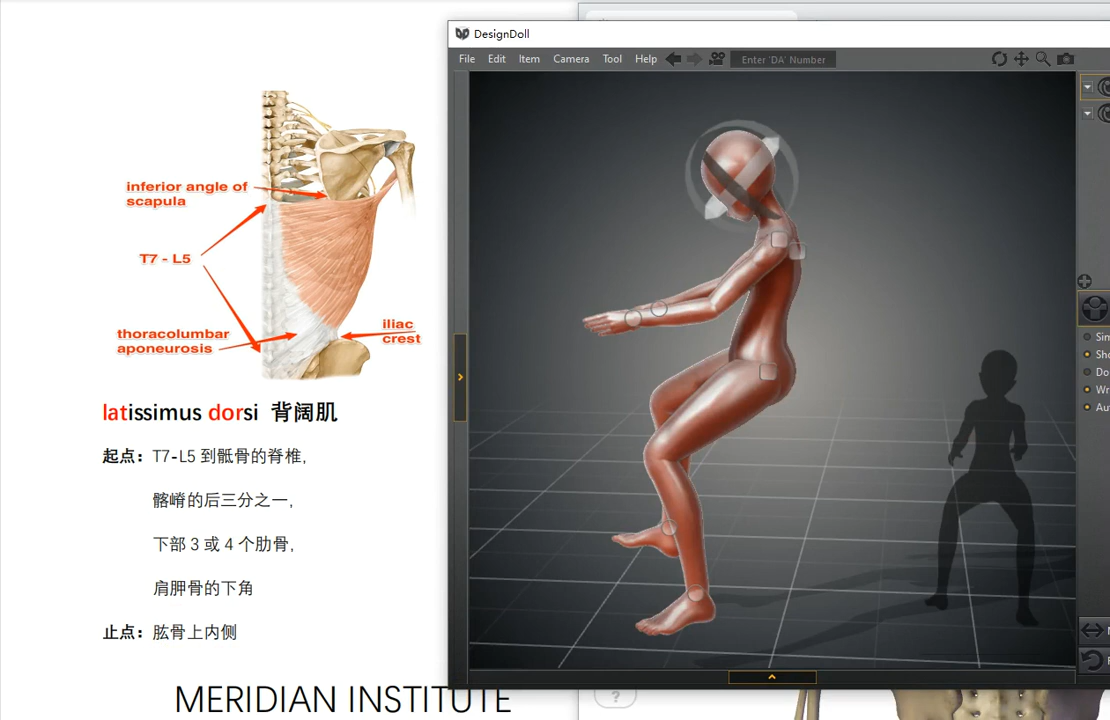 DesignDoll
File Edit Item Camera Tool Help Enter 'DA' Number
inferior angle of
scapula
T7 - L5
thoracolumbar
aponeurosis
iliac
crest
latissimus dorsi 背阔肌
起点：T7-L5 到骶骨的脊椎,
髂嵴的后三分之一,
下部 3 或 4 个肋骨,
肩胛骨的下角
止点：肱骨上内侧
MERIDIAN INSTITUTE
?